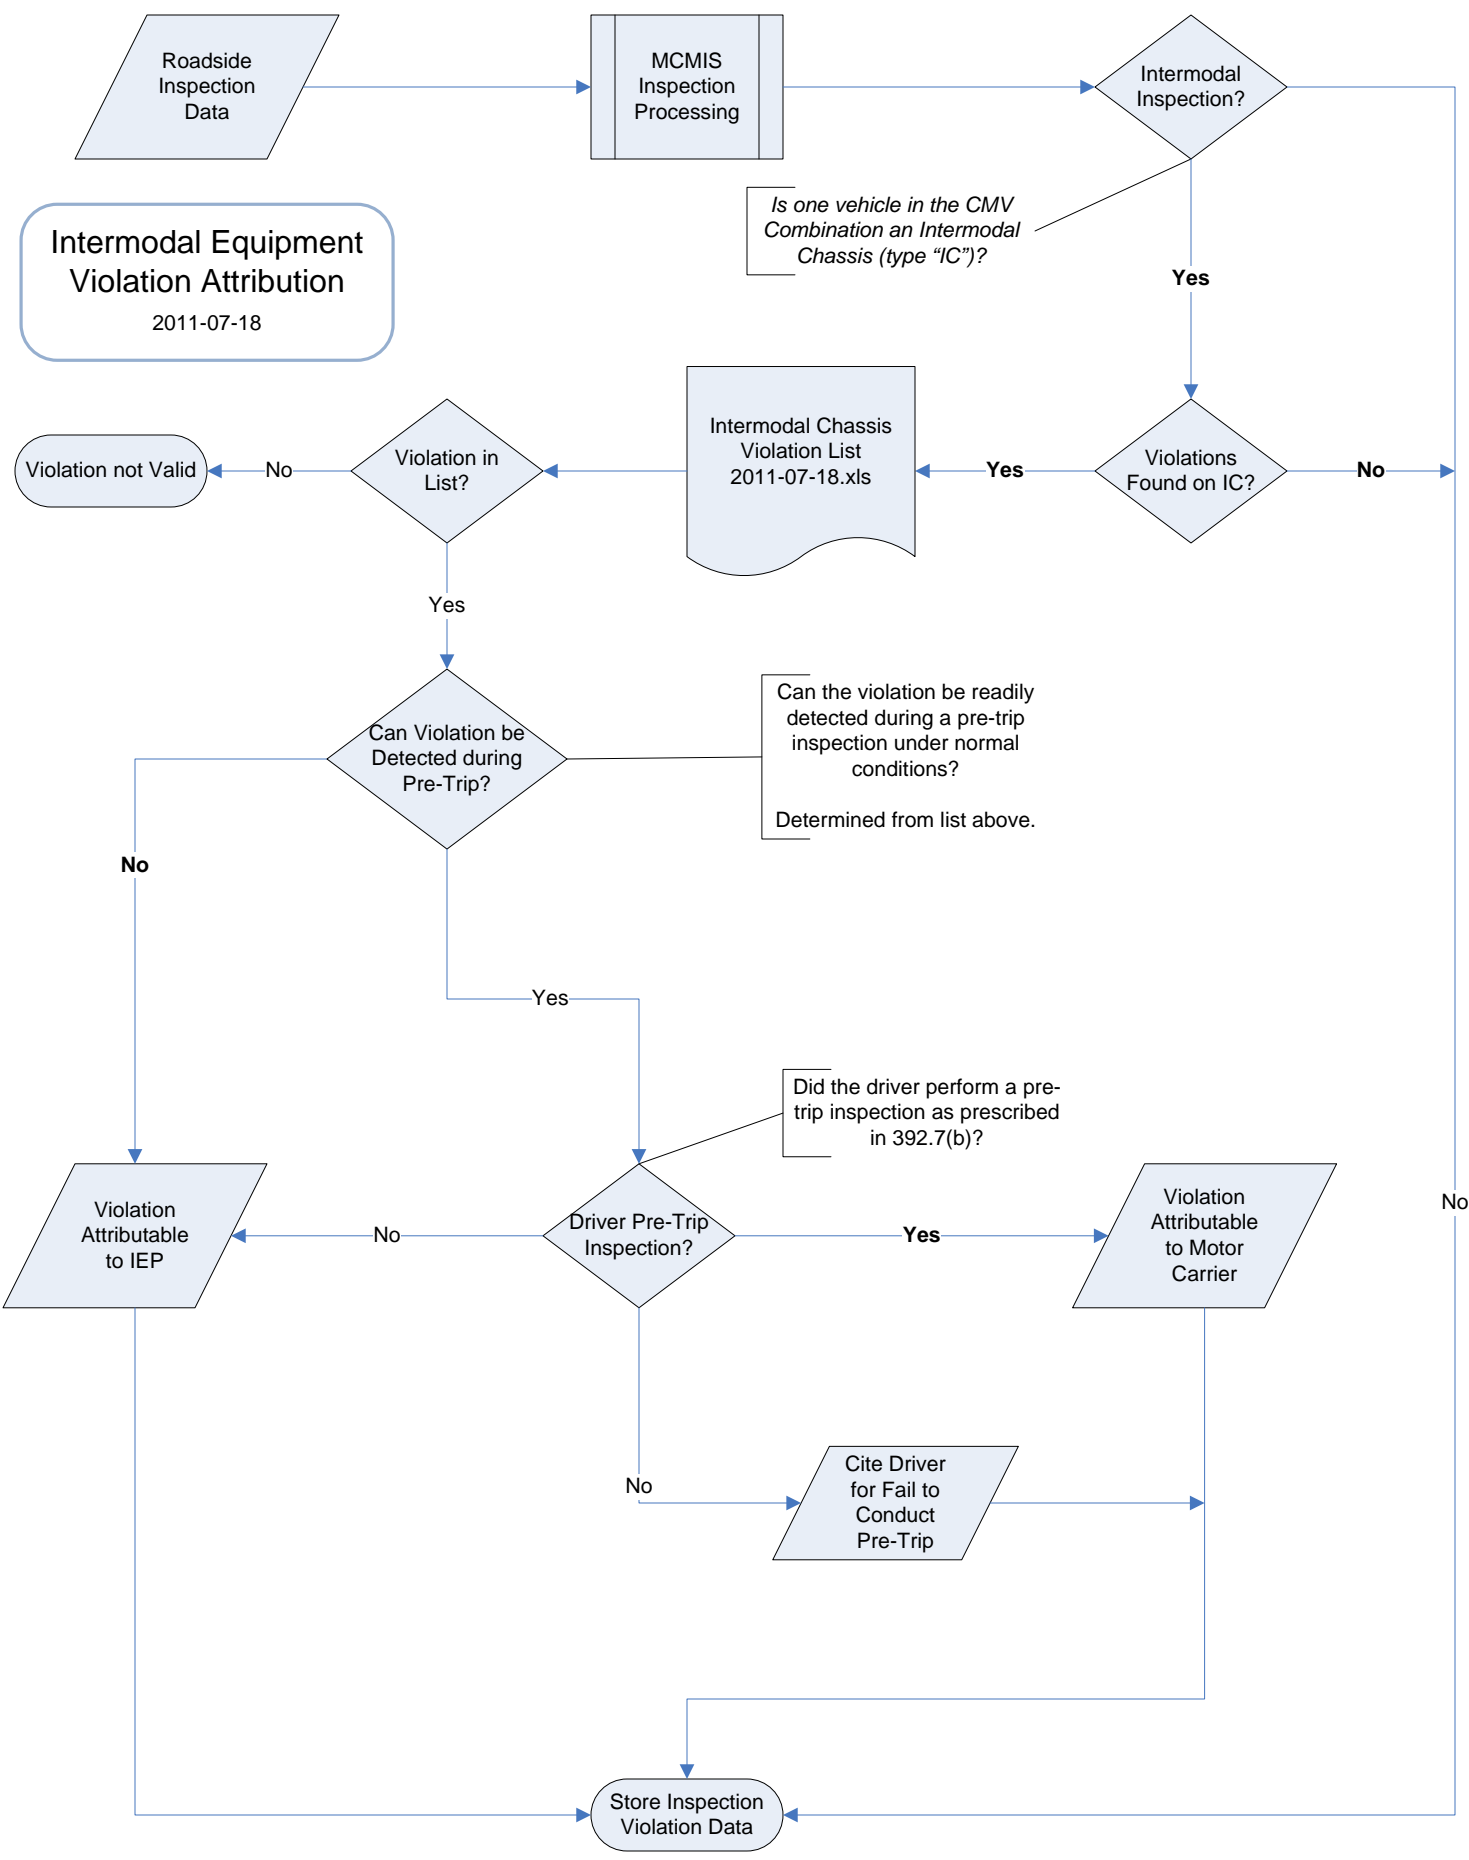 Roadside
Inspection
Data
MCMIS
Inspection
Processing
Intermodal
Inspection?
Is one vehicle in the CMV
Combination an Intermodal
Chassis (type “IC”)?
Intermodal Equipment
Violation Attribution
2011-07-18
Yes
Violation not Valid
No
Violation in
List?
Intermodal Chassis
Violation List
2011-07-18.xls
Yes
Violations
Found on IC?
No
Yes
Can Violation be
Detected during
Pre-Trip?
Can the violation be readily
detected during a pre-trip
inspection under normal
conditions?
Determined from list above.
No
Yes
Did the driver perform a pre-
trip inspection as prescribed
in 392.7(b)?
Violation
Attributable
to IEP
No
Driver Pre-Trip
Inspection?
Yes
Violation
Attributable
to Motor
Carrier
No
No
Cite Driver
for Fail to
Conduct
Pre-Trip
Store Inspection
Violation Data